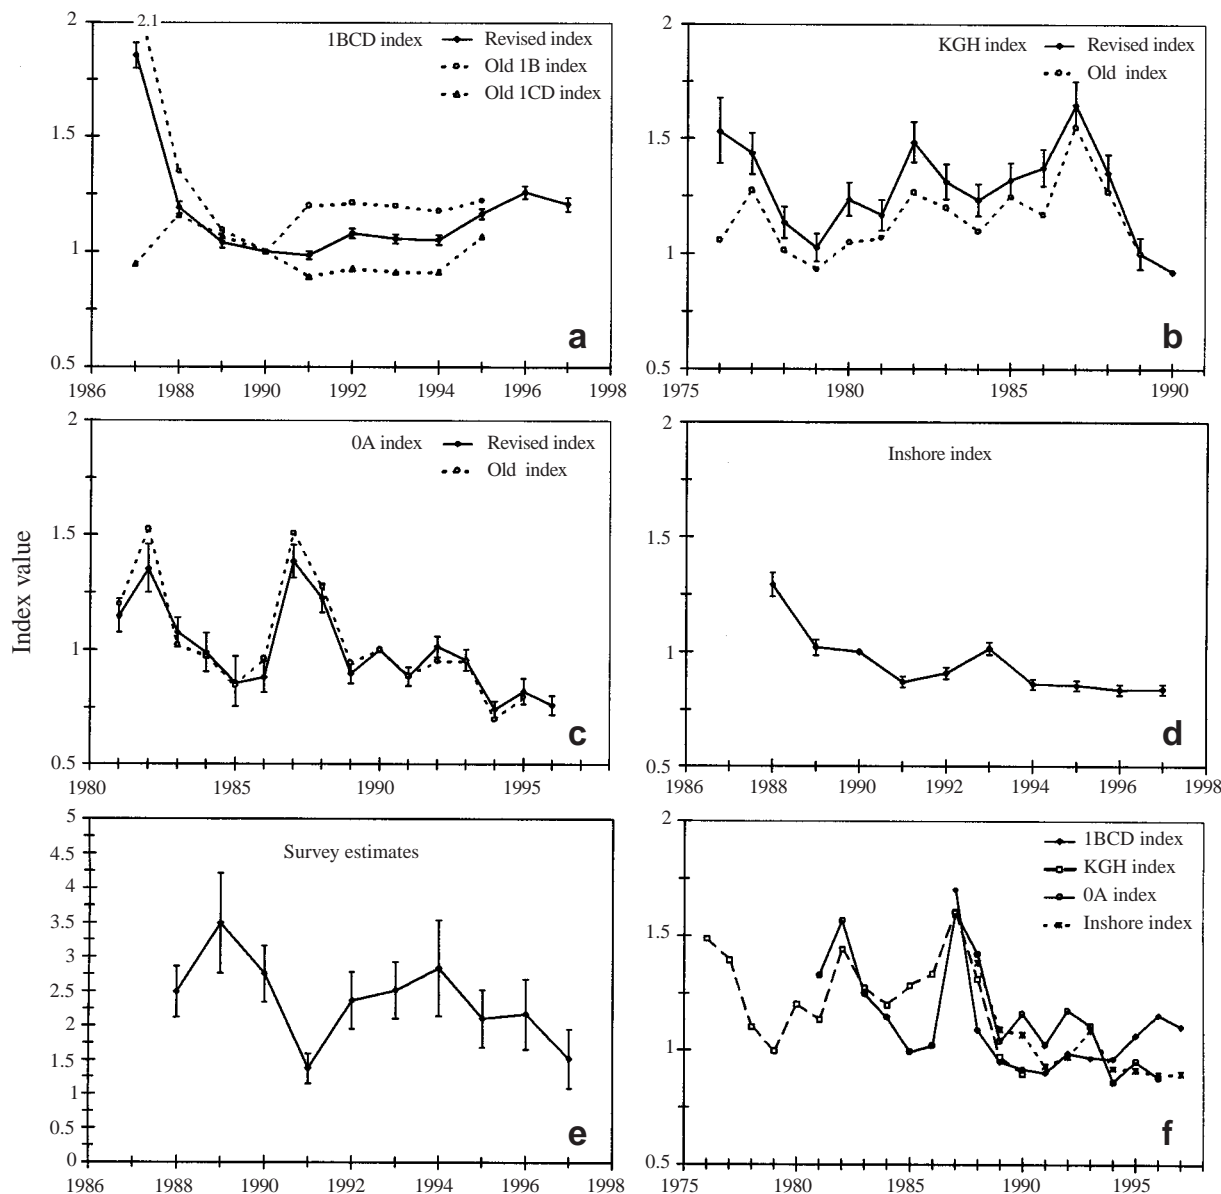 2
1.5
1
0.5
2.1
1BCD index
Revised index
Old 1B index
Old 1CD index
a
1986
1988
1990
1992
1994
1996
1998
2
1.5
1
0.5
KGH index
Revised index
Old index
b
1975
1980
1985
1990
Index value
2
1.5
1
0.5
0A index
Revised index
Old index
c
1980
1985
1990
1995
2
1.5
1
0.5
Inshore index
d
1986
1988
1990
1992
1994
1996
1998
5
4.5
4
3.5
3
2.5
2
1.5
1
0.5
0
Survey estimates
e
1986
1988
1990
1992
1994
1996
1998
2
1.5
1
0.5
1BCD index
KGH index
0A index
Inshore index
f
1975
1980
1985
1990
1995